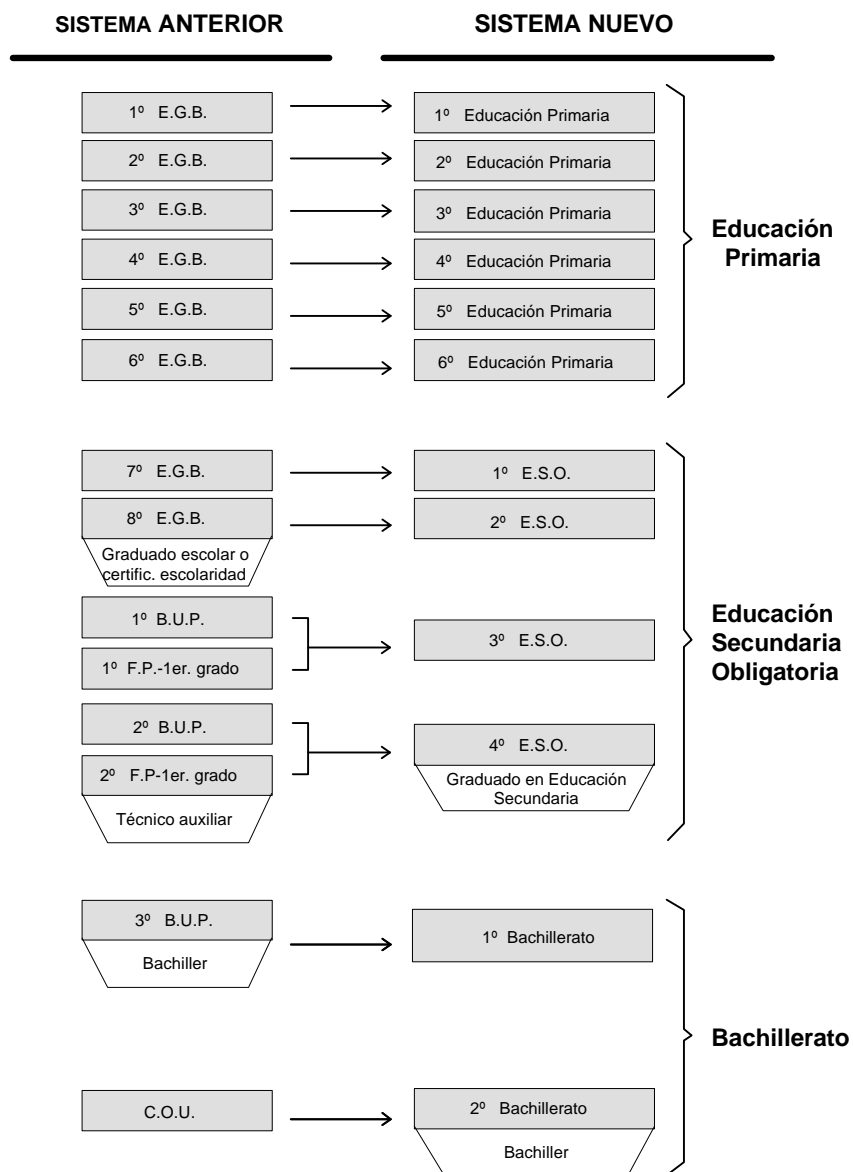 SISTEMA ANTERIOR SISTEMA NUEVO
1º E.G.B. 1º Educación Primaria
2º E.G.B. 2º Educación Primaria
3º E.G.B. 3º Educación Primaria
4º E.G.B. 4º Educación Primaria
5º E.G.B. 5º Educación Primaria
6º E.G.B. 6º Educación Primaria
Educación
Primaria
7º E.G.B. 1º E.S.O.
8º E.G.B. 2º E.S.O.
Graduado escolar o
certific. escolaridad
1º B.U.P.
1º F.P.-1er. grado
3º E.S.O.
2º B.U.P.
2º F.P-1er. grado
Técnico auxiliar
4º E.S.O.
Graduado en Educación
Secundaria
Educación
Secundaria
Obligatoria
3º B.U.P.
Bachiller
1º Bachillerato
C.O.U.
2º Bachillerato
Bachiller
Bachillerato